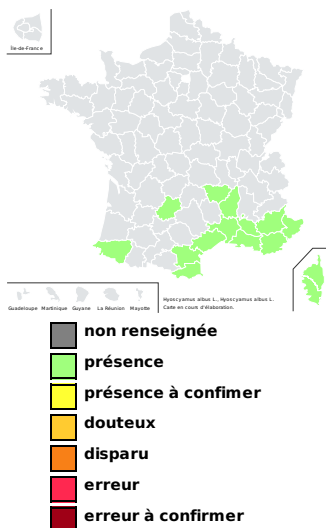 Île-de-France
Guadeloupe Martinique Guyane La Réunion Mayotte
Hyoscyamus albus L., Hyoscyamus albus L.
Carte en cours d'élaboration.
non renseignée
présence
présence à confimer
douteux
disparu
erreur
erreur à confirmer